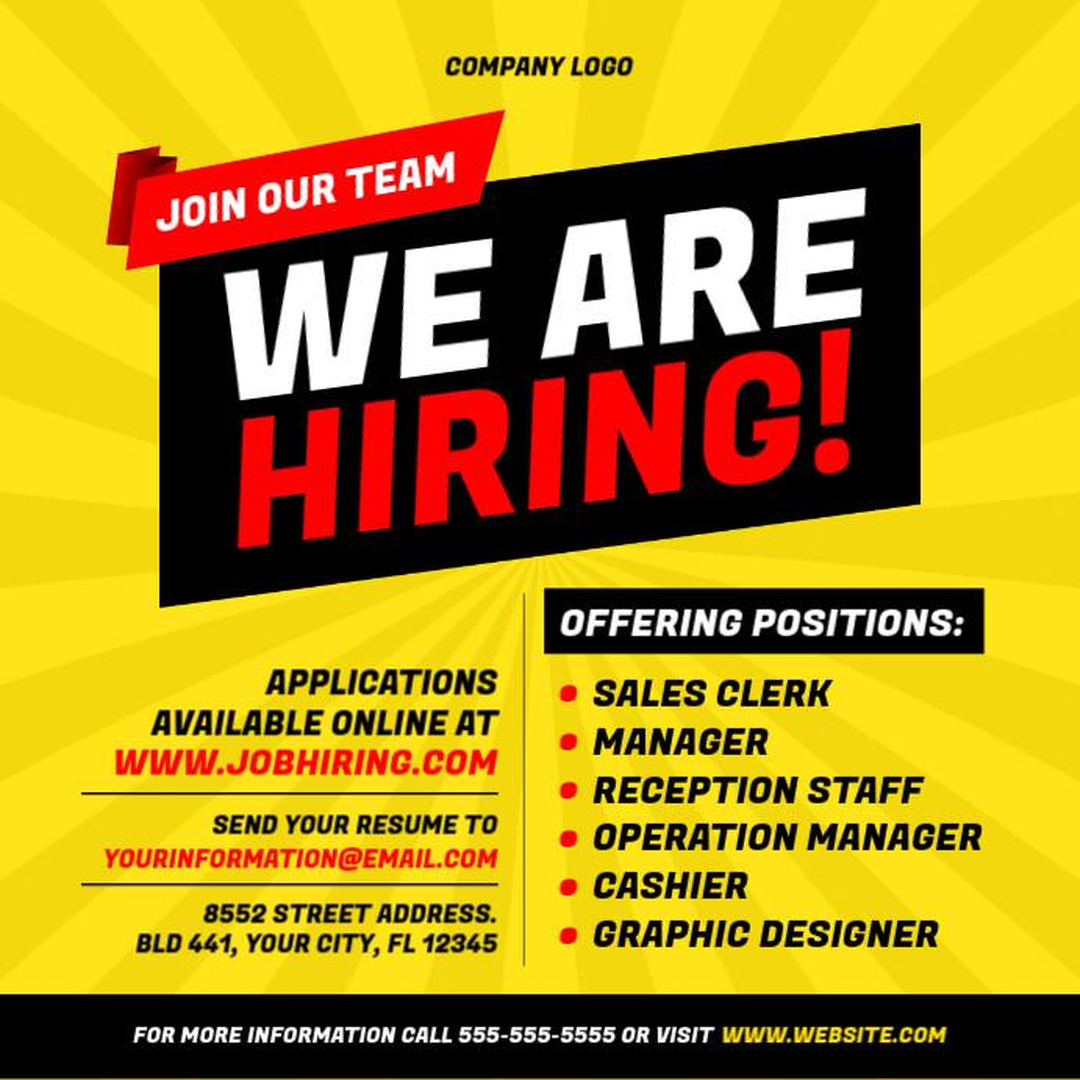 COMPANY LOGO
JOIN OUR TEAM
WE ARE
HIRING!
APPLICATIONS
AVAILABLE ONLINE AT
WWW.JOBHIRING.COM
SEND YOUR RESUME TO
YOURINFORMATION@EMAIL.COM
8552 STREET ADDRESS.
BLD 441, YOUR CITY, FL 12345
OFFERING POSITIONS:
• SALES CLERK
• MANAGER
• RECEPTION STAFF
• OPERATION MANAGER
• CASHIER
• GRAPHIC DESIGNER
FOR MORE INFORMATION CALL 555-555-5555 OR VISIT WWW.WEBSITE.COM